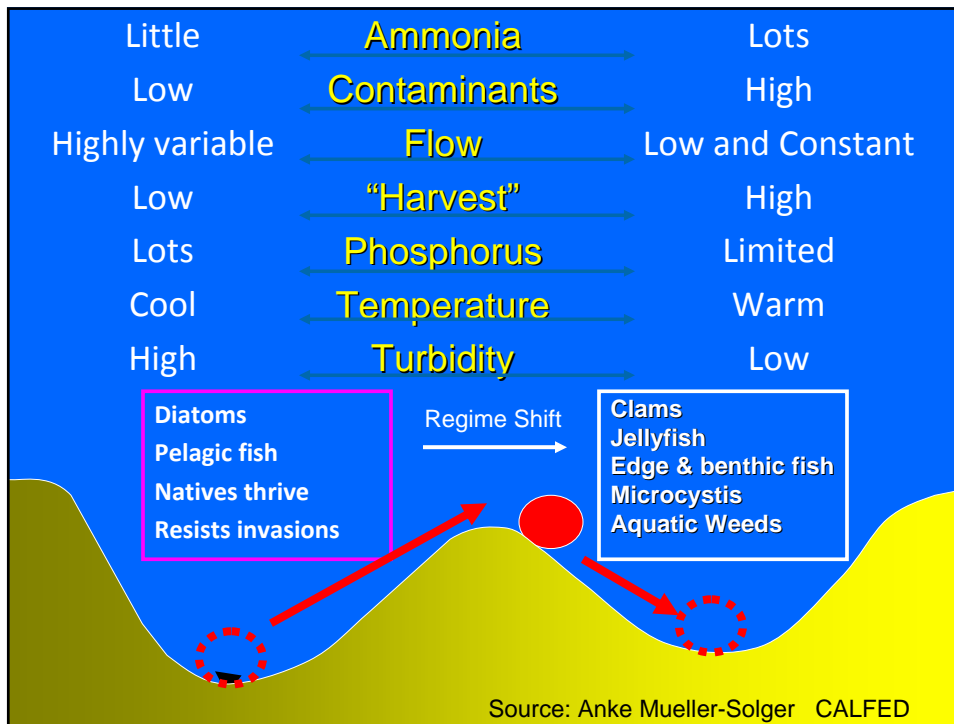 Little Ammonia Lots
Low Contaminants High
Highly variable Flow Low and Constant
Low “Harvest” High
Lots Phosphorus Limited
Cool Temperature Warm
High Turbidity Low
Diatoms
Pelagic fish
Natives thrive
Resists invasions
Regime Shift
Clams
Jellyfish
Edge & benthic fish
Microcystis
Aquatic Weeds
Source: Anke Mueller-Solger CALFED